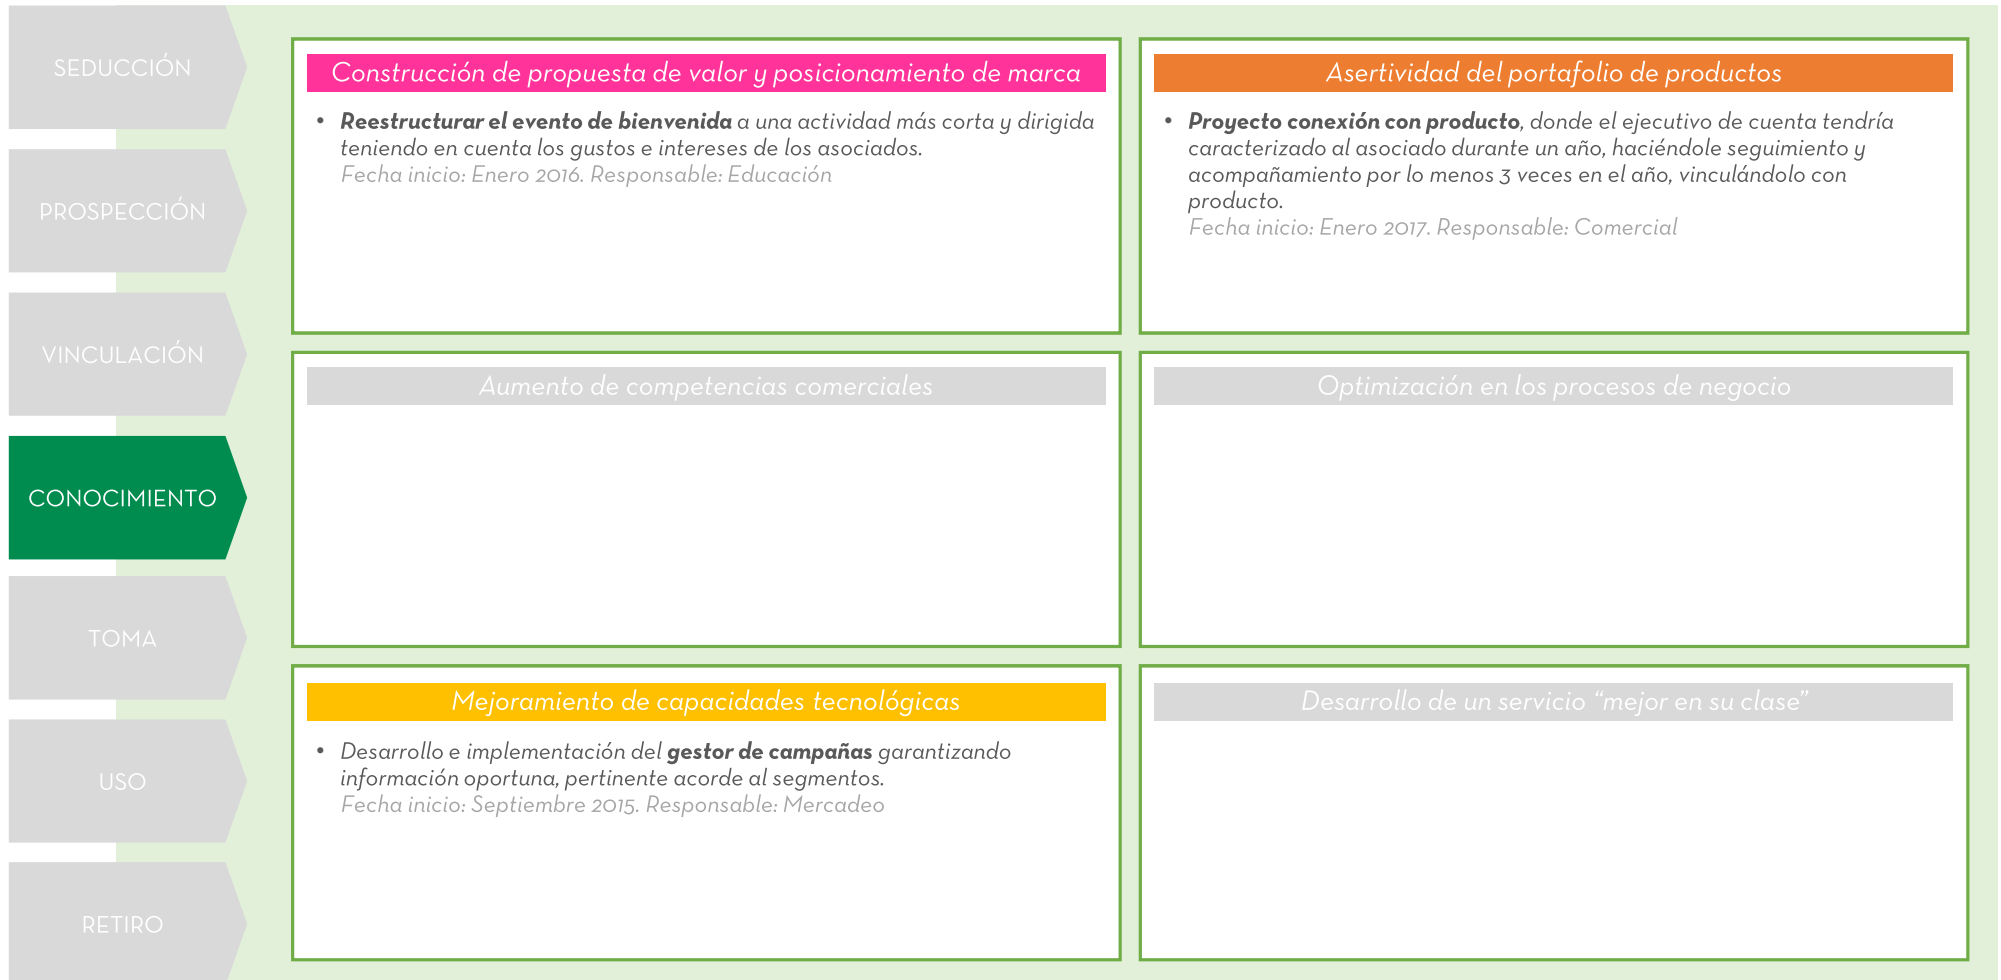 SEDUCCIÓN
PROSPECCIÓN
VINCULACIÓN
CONOCIMIENTO
TOMA
USO
RETIRO
Construcción de propuesta de valor y posicionamiento de marca
• Reestructurar el evento de bienvenida a una actividad más corta y dirigida
teniendo en cuenta los gustos e intereses de los asociados.
Fecha inicio: Enero 2016. Responsable: Educación
Asertividad del portafolio de productos
• Proyecto conexión con producto, donde el ejecutivo de cuenta tendría
caracterizado al asociado durante un año, haciéndole seguimiento y
acompañamiento por lo menos 3 veces en el año, vinculándolo con
producto.
Fecha inicio: Enero 2017. Responsable: Comercial
Aumento de competencias comerciales
Optimización en los procesos de negocio
Mejoramiento de capacidades tecnológicas
• Desarrollo e implementación del gestor de campañas garantizando
información oportuna, pertinente acorde al segmentos.
Fecha inicio: Septiembre 2015. Responsable: Mercadeo
Desarrollo de un servicio “mejor en su clase”